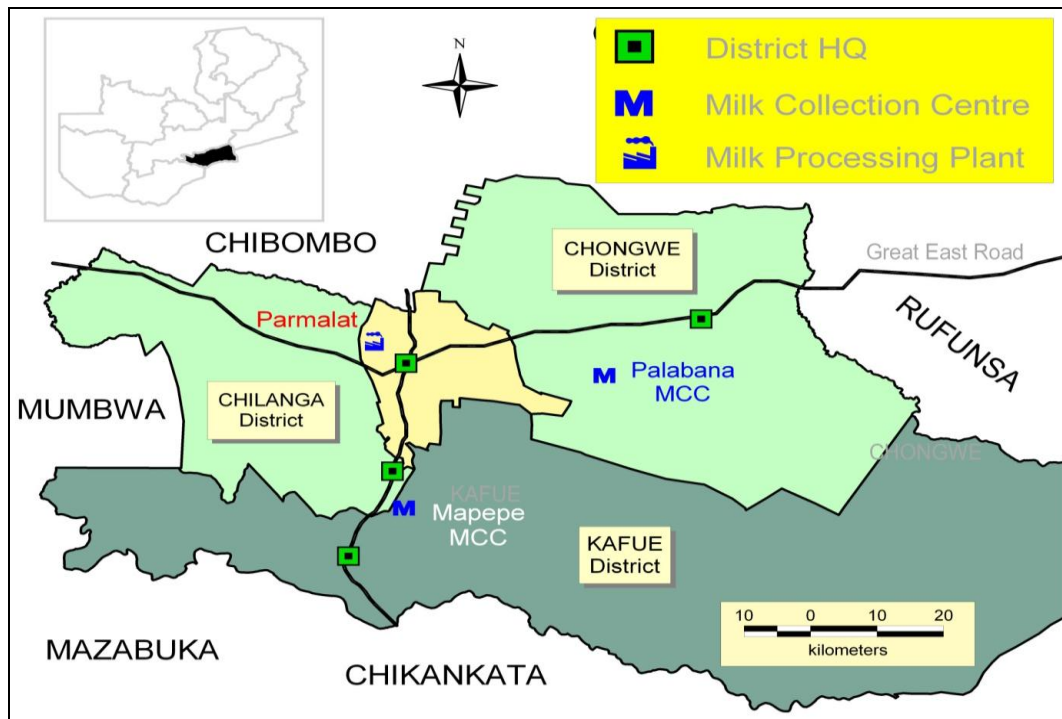 N
District HQ
M
Milk Collection Centre
Milk Processing Plant
CHIBOMBO
CHONGWE
District
Great East Road
Parmalat
RUFUNSA
M
Palabana
MCC
MUMBWA
CHILANGA
District
CHONGWE
KAFUE
M
Mapepe
MCC
KAFUE
District
10 0 10 20
kilometers
MAZABUKA
CHIKANKATA